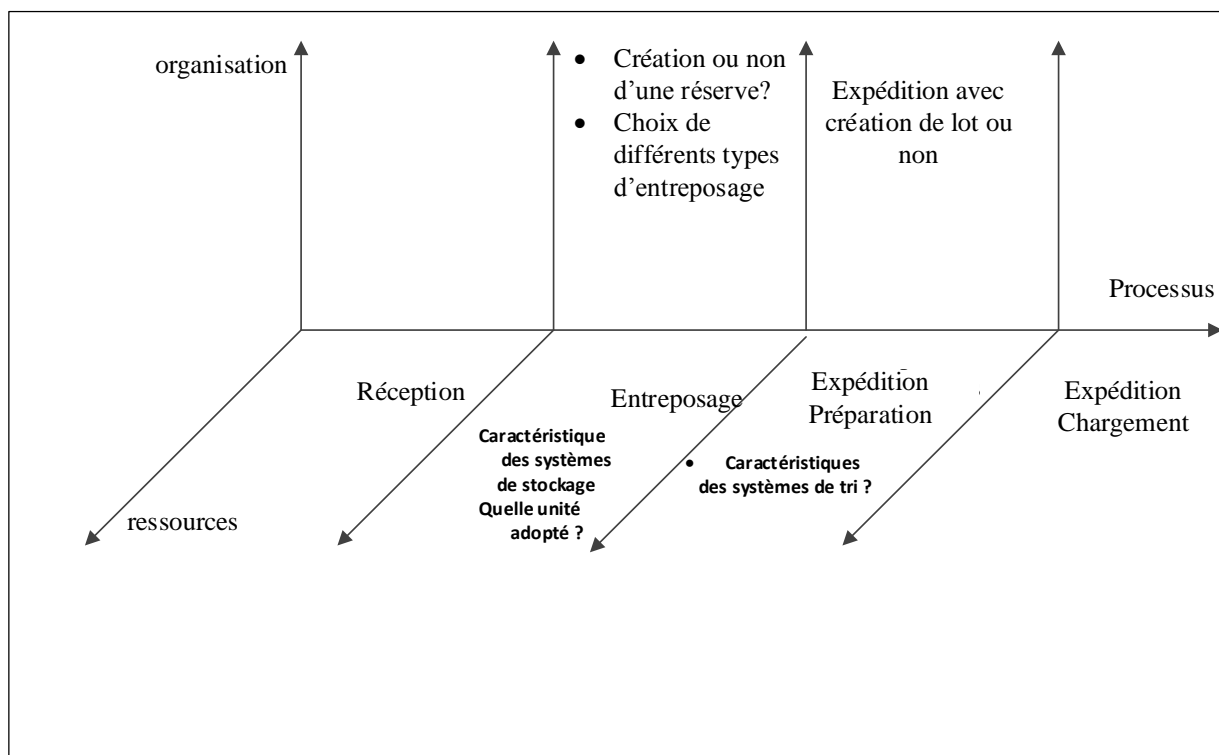 organisation
• Création ou non
d’une réserve?
• Choix de
différents types
d’entreposage
Expédition avec
création de lot ou
non
Processus
Réception
Entreposage
Expédition
Préparation
Expédition
Chargement
Caractéristique
des systèmes
de stockage
Quelle unité
adopté ?
• Caractéristiques
des systèmes de tri ?
ressources